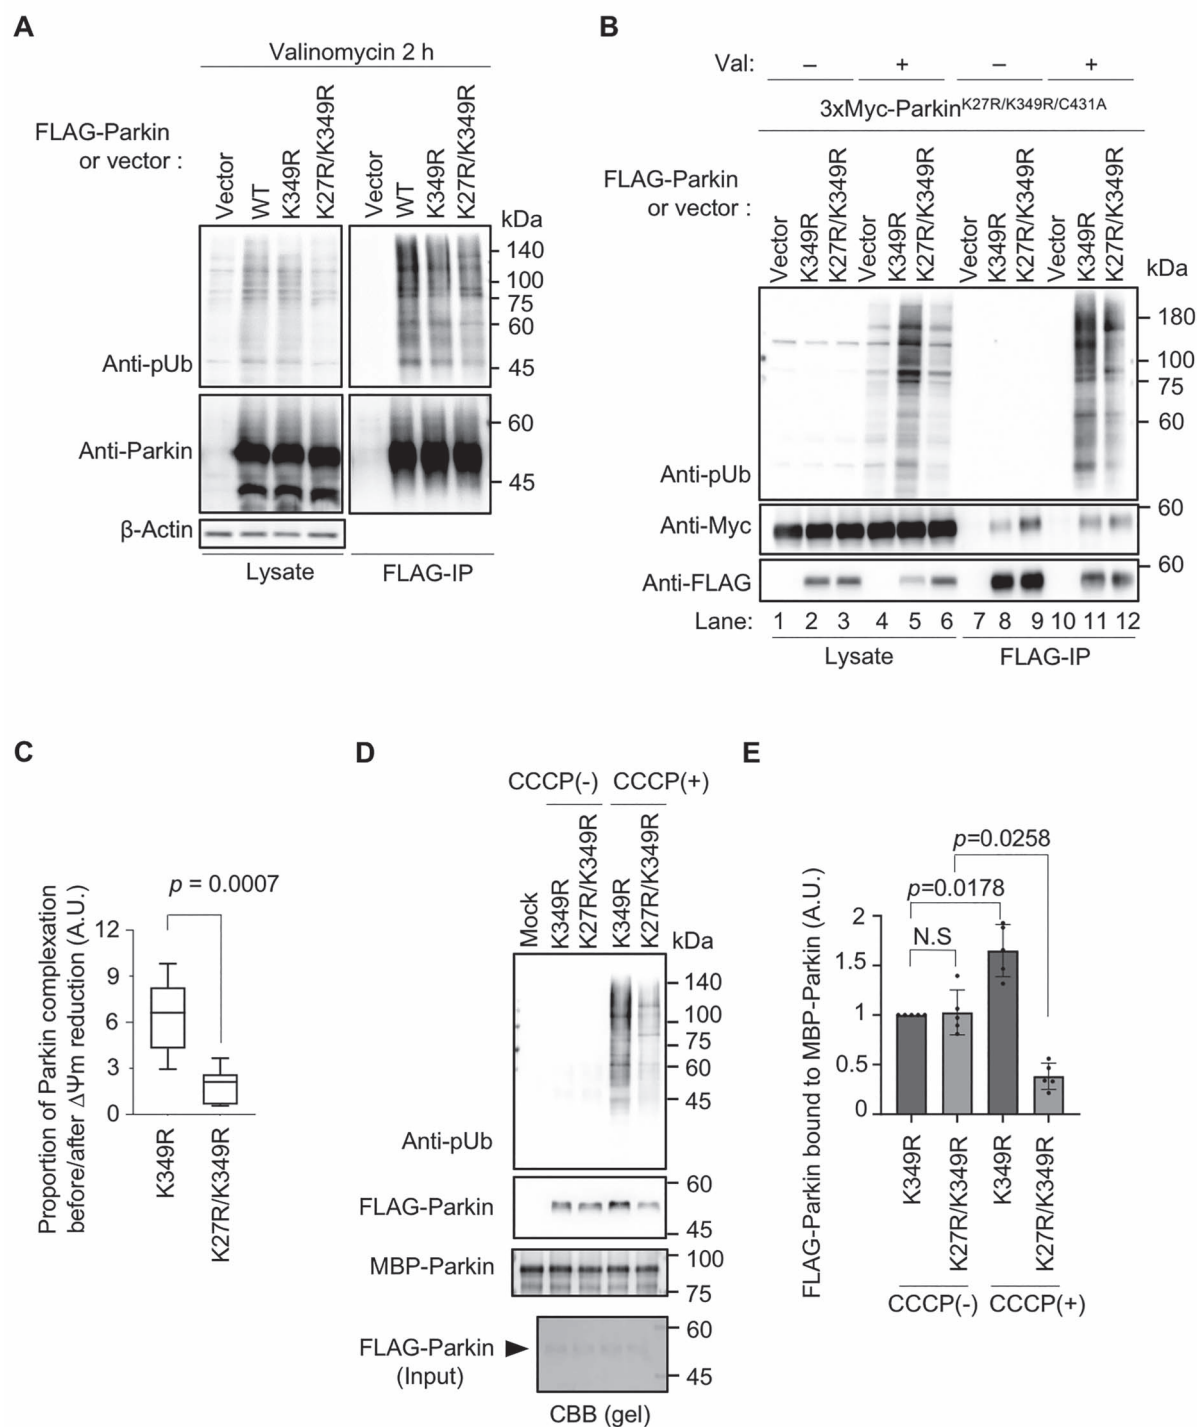 A
Valinomycin 2 h
FLAG-Parkin
or vector :
Vector
WT
K349R
K27R/K349R
Vector
WT
K349R
K27R/K349R
kDa
140
100
75
60
45
Anti-pUb
60
45
Anti-Parkin
β-Actin
Lysate
FLAG-IP
B
Val: – + – +
3xMyc-Parkin^K27R/K349R/C431A
FLAG-Parkin
or vector :
Vector
K349R
K27R/K349R
Vector
K349R
K27R/K349R
Vector
K349R
K27R/K349R
Vector
K349R
K27R/K349R
kDa
180
100
75
60
Anti-pUb
60
Anti-Myc
60
Anti-FLAG
Lane: 1 2 3 4 5 6 7 8 9 10 11 12
Lysate
FLAG-IP
C
p = 0.0007
Proportion of Parkin complexation
before/after ΔΨm reduction (A.U.)
12
9
6
3
0
K349R
K27R/K349R
D
CCCP(-) CCCP(+)
Mock
K349R
K27R/K349R
K349R
K27R/K349R
kDa
140
100
75
60
45
Anti-pUb
60
FLAG-Parkin
45
100
MBP-Parkin
75
60
FLAG-Parkin
(Input)
45
CBB (gel)
E
p=0.0258
p=0.0178
N.S
FLAG-Parkin bound to MBP-Parkin (A.U.)
2
1.5
1
0.5
0
K349R
K27R/K349R
K349R
K27R/K349R
CCCP(-) CCCP(+)